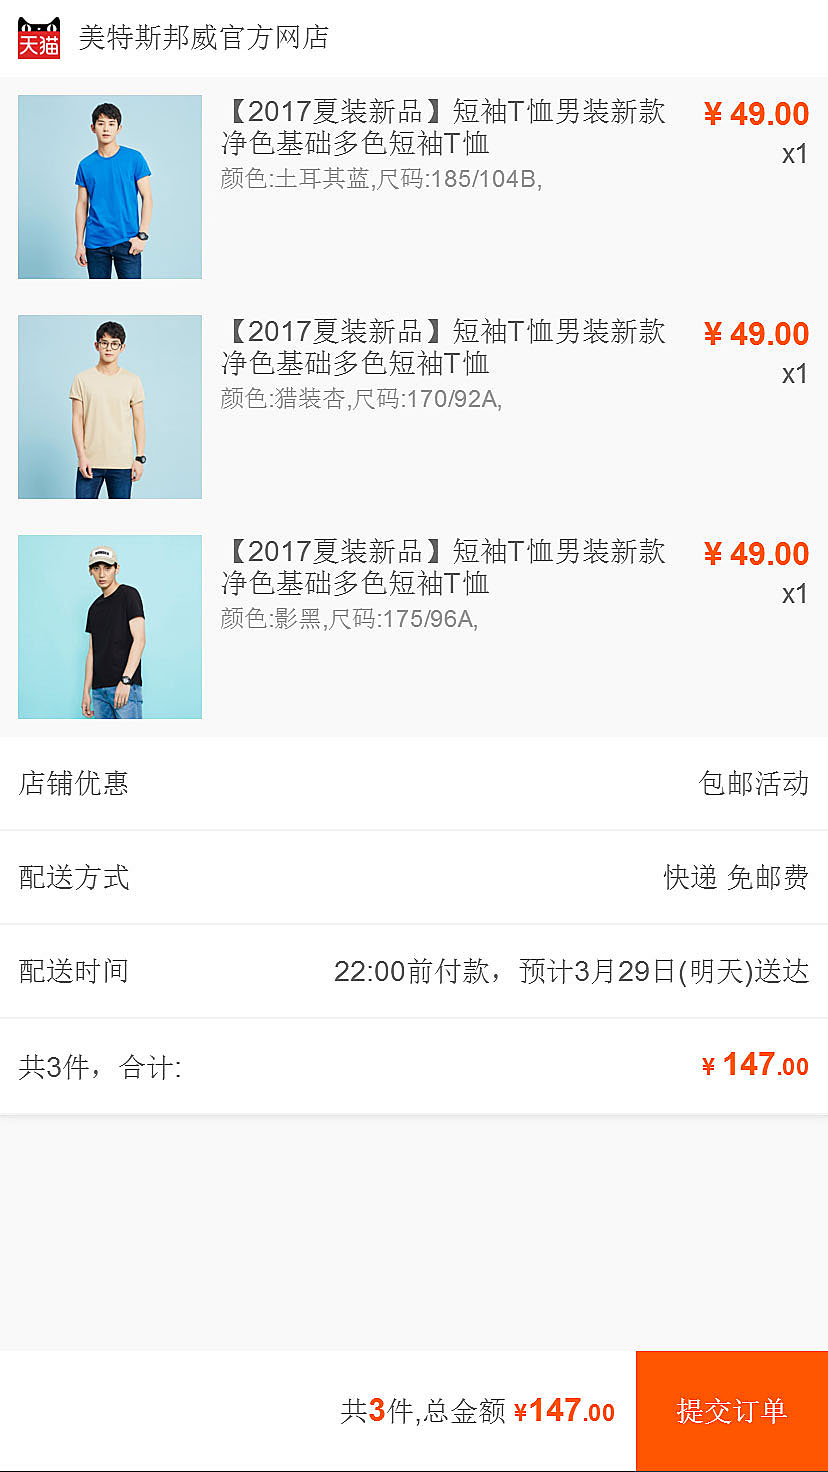 天猫 美特斯邦威官方网店
【2017夏装新品】短袖T恤男装新款 ¥ 49.00
净色基础多色短袖T恤 x1
颜色:土耳其蓝,尺码:185/104B,
【2017夏装新品】短袖T恤男装新款 ¥ 49.00
净色基础多色短袖T恤 x1
颜色:猎装杏,尺码:170/92A,
【2017夏装新品】短袖T恤男装新款 ¥ 49.00
净色基础多色短袖T恤 x1
颜色:影黑,尺码:175/96A,
店铺优惠 包邮活动
配送方式 快递 免邮费
配送时间 22:00前付款，预计3月29日(明天)送达
共3件，合计: ¥ 147.00
共3件,总金额 ¥147.00 提交订单